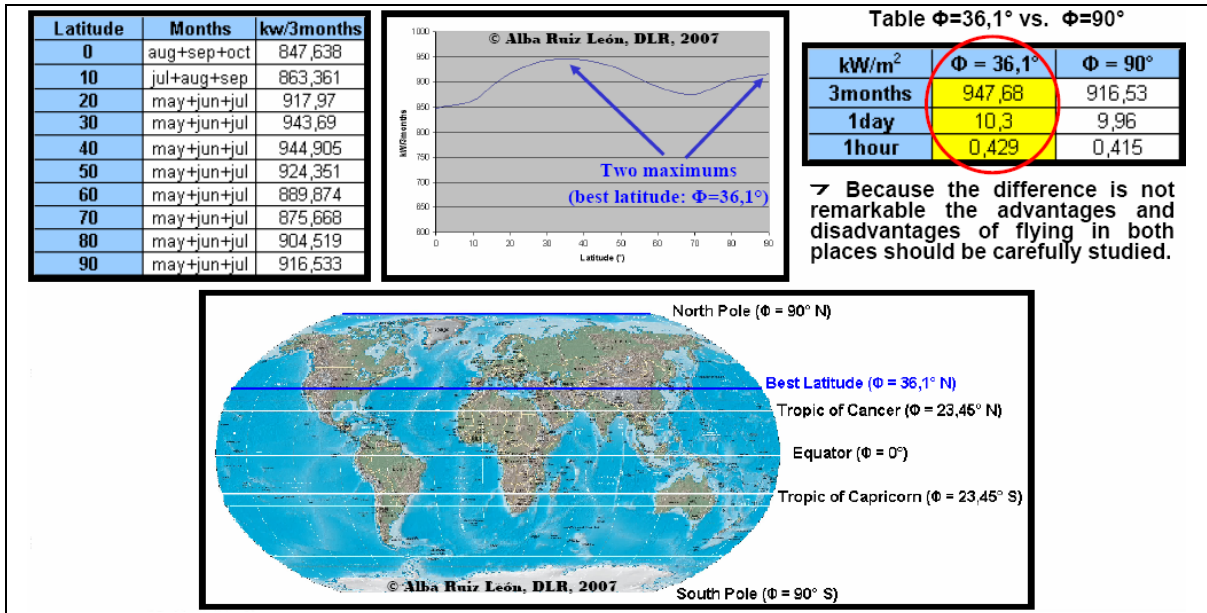 Latitude Months kw/3months
0 aug+sep+oct 847,638
10 jul+aug+sep 863,361
20 may+jun+jul 917,97
30 may+jun+jul 943,69
40 may+jun+jul 944,905
50 may+jun+jul 924,351
60 may+jun+jul 889,874
70 may+jun+jul 875,668
80 may+jun+jul 904,519
90 may+jun+jul 916,533
© Alba Ruiz León, DLR, 2007
kW/3months
1000
950
900
850
800
750
700
650
600
Two maximums
(best latitude: Φ=36,1°)
0 10 20 30 40 50 60 70 80 90
Latitude (°)
Table Φ=36,1° vs. Φ=90°
kW/m² Φ = 36,1° Φ = 90°
3months 947,68 916,53
1day 10,3 9,96
1hour 0,429 0,415
Because the difference is not
remarkable the advantages and
disadvantages of flying in both
places should be carefully studied.
North Pole (Φ = 90° N)
Best Latitude (Φ = 36,1° N)
Tropic of Cancer (Φ = 23,45° N)
Equator (Φ = 0°)
Tropic of Capricorn (Φ = 23,45° S)
© Alba Ruiz León, DLR, 2007
South Pole (Φ = 90° S)